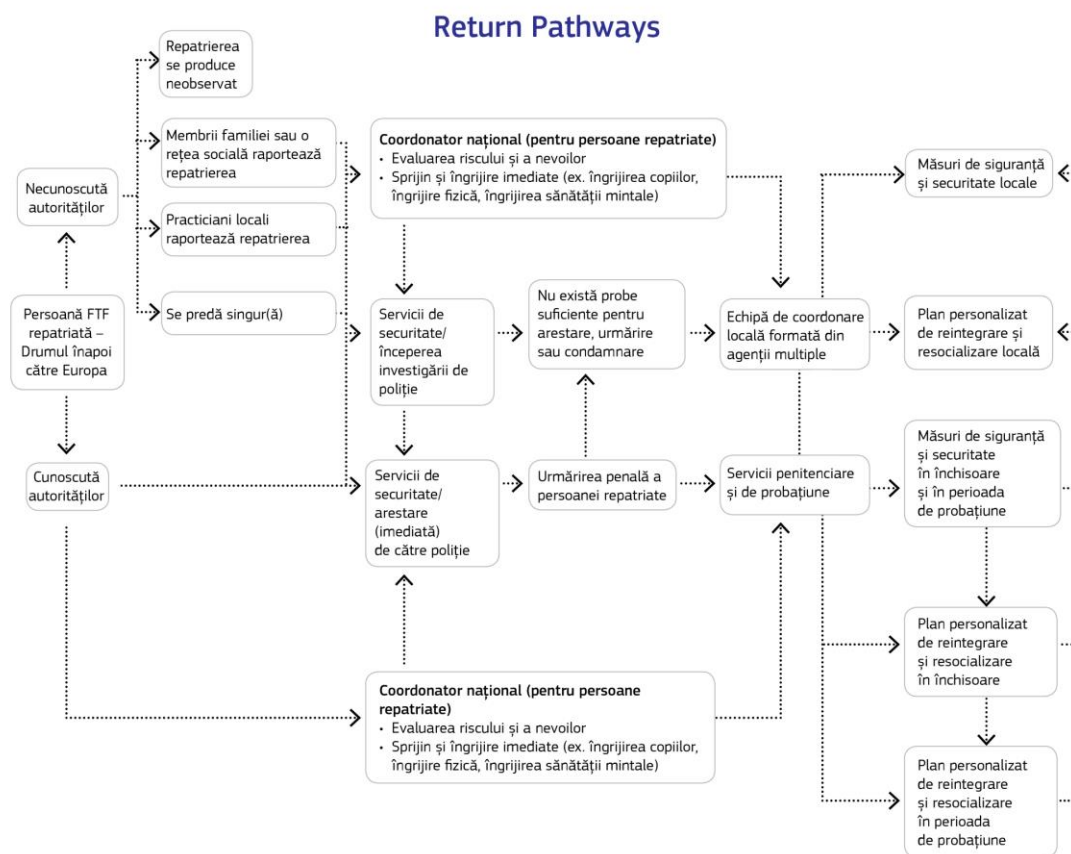 Return Pathways
Repatrierea
se produce
neobservat
Membrii familiei sau o
rețea socială raportează
repatrierea
Practiciani locali
raportează repatrierea
Se predă singur(ă)
Necunoscută
autorităților
Persoană FTF
repatriată –
Drumul înapoi
către Europa
Cunoscută
autorităților
Coordonator național (pentru persoane repatriate)
• Evaluarea riscului și a nevoilor
• Sprijin și îngrijire imediate (ex. îngrijirea copiilor,
îngrijire fizică, îngrijirea sănătății mintale)
Servicii de
securitate/
începerea
investigării de
poliție
Nu există probe
suficiente pentru
arestare, urmărire
sau condamnare
Echipă de coordonare
locală formată din
agenții multiple
Măsuri de siguranță
și securitate locale
Plan personalizat
de reintegrare și
resocializare locală
Servicii de
securitate/
arestare
(imediată)
de către poliție
Urmărirea penală a
persoanei repatriate
Servicii penitenciare
și de probațiune
Măsuri de siguranță
și securitate
în închisoare
și în perioada
de probațiune
Plan personalizat
de reintegrare
și resocializare
în închisoare
Coordonator național (pentru persoane
repatriate)
• Evaluarea riscului și a nevoilor
• Sprijin și îngrijire imediate (ex. îngrijirea copiilor,
îngrijire fizică, îngrijirea sănătății mintale)
Plan personalizat
de reintegrare
și resocializare
în perioada
de probațiune